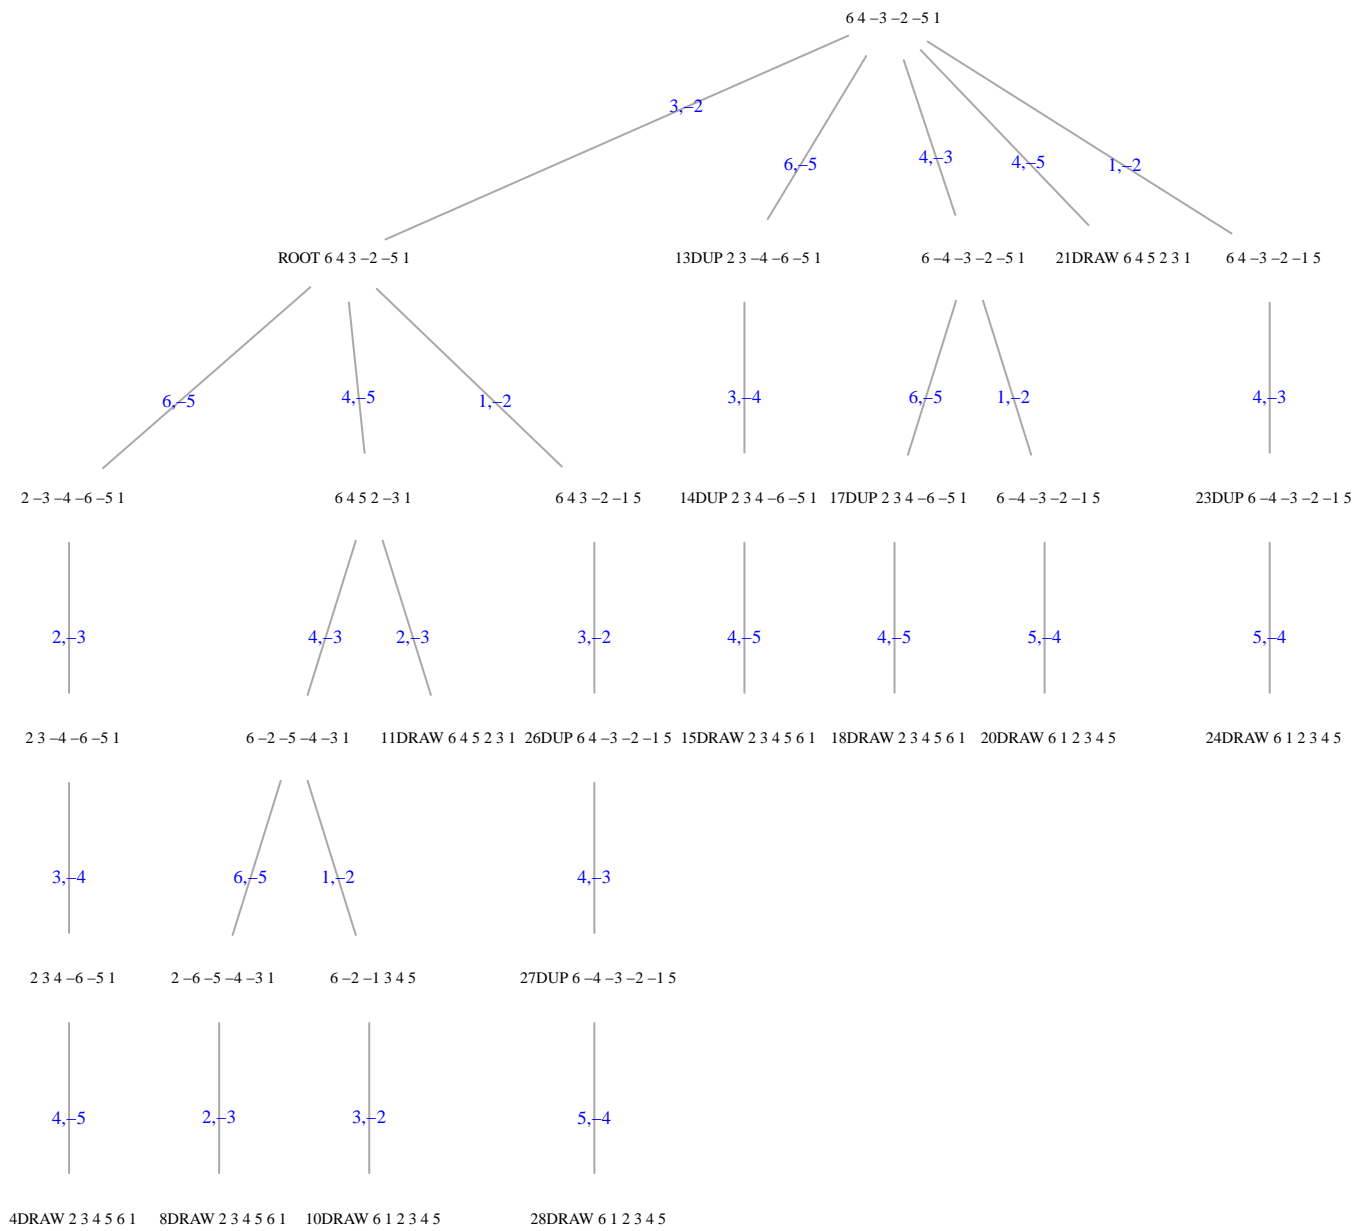 6 4 −3 −2 −5 1
3,−2
6,−5
4,−3
4,−5
1,−2
ROOT 6 4 3 −2 −5 1
13DUP 2 3 −4 −6 −5 1
6 −4 −3 −2 −5 1
21DRAW 6 4 5 2 3 1
6 4 −3 −2 −1 5
6,−5
4,−5
1,−2
3,−4
6,−5
1,−2
4,−3
2 −3 −4 −6 −5 1
6 4 5 2 −3 1
6 4 3 −2 −1 5
14DUP 2 3 4 −6 −5 1
17DUP 2 3 4 −6 −5 1
6 −4 −3 −2 −1 5
23DUP 6 −4 −3 −2 −1 5
2,−3
4,−3
2,−3
3,−2
4,−5
4,−5
5,−4
5,−4
2 3 −4 −6 −5 1
6 −2 −5 −4 −3 1
11DRAW 6 4 5 2 3 1
26DUP 6 4 −3 −2 −1 5
15DRAW 2 3 4 5 6 1
18DRAW 2 3 4 5 6 1
20DRAW 6 1 2 3 4 5
24DRAW 6 1 2 3 4 5
3,−4
6,−5
1,−2
4,−3
2 3 4 −6 −5 1
2 −6 −5 −4 −3 1
6 −2 −1 3 4 5
27DUP 6 −4 −3 −2 −1 5
4,−5
2,−3
3,−2
5,−4
4DRAW 2 3 4 5 6 1
8DRAW 2 3 4 5 6 1
10DRAW 6 1 2 3 4 5
28DRAW 6 1 2 3 4 5